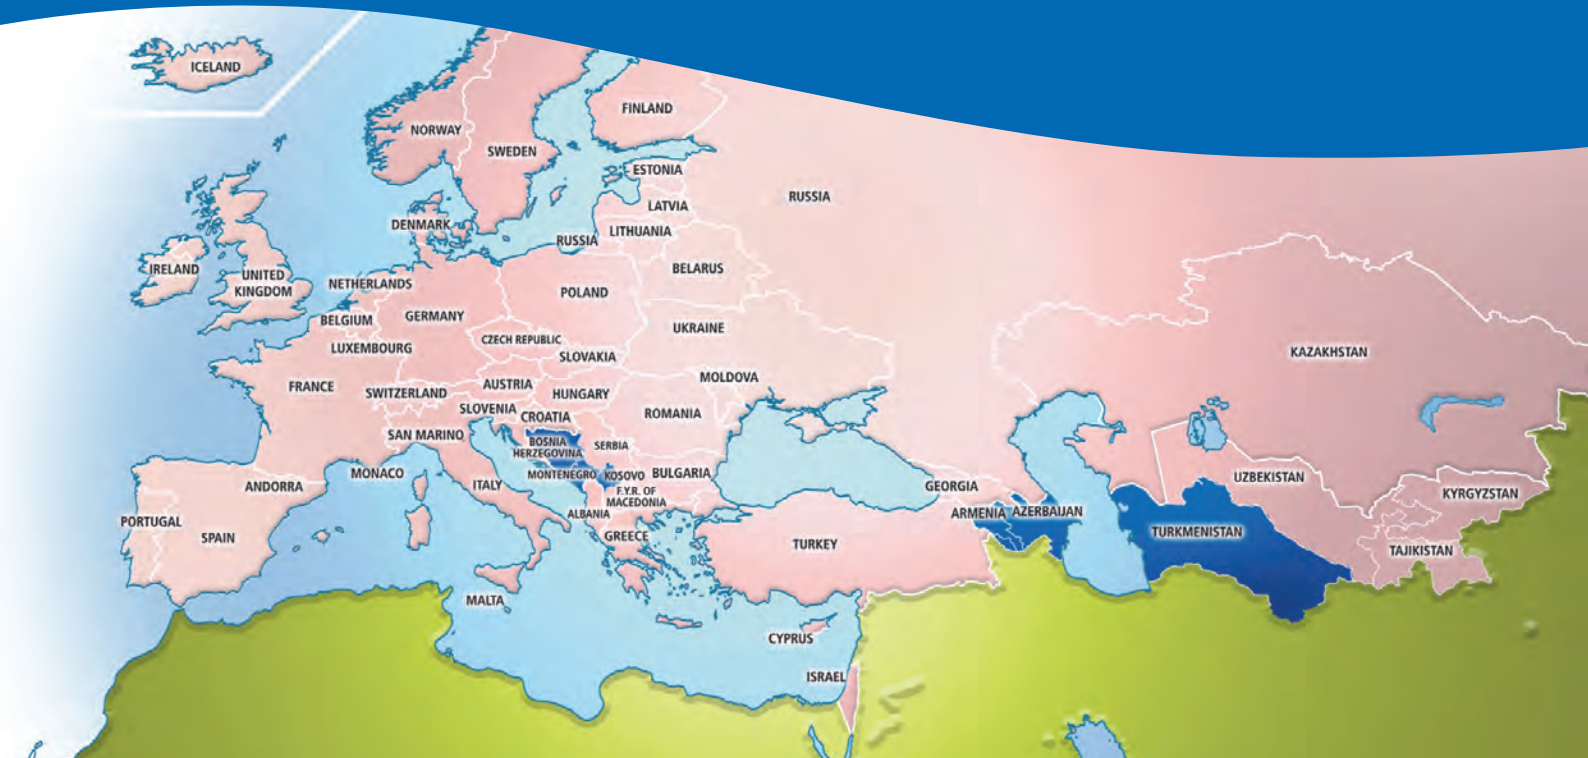 ICELAND
FINLAND
NORWAY
SWEDEN
ESTONIA
RUSSIA
LATVIA
DENMARK
LITHUANIA
RUSSIA
IRELAND
UNITED
KINGDOM
NETHERLANDS
BELARUS
POLAND
BELGIUM
GERMANY
UKRAINE
CZECH REPUBLIC
LUXEMBOURG
SLOVAKIA
KAZAKHSTAN
FRANCE
SWITZERLAND
AUSTRIA
HUNGARY
MOLDOVA
SLOVENIA
CROATIA
ROMANIA
SAN MARINO
BOSNIA
HERZEGOVINA
SERBIA
MONACO
ANDORRA
ITALY
MONTENEGRO
KOSOVO
BULGARIA
GEORGIA
UZBEKISTAN
KYRGYZSTAN
F.Y.R. OF
MACEDONIA
ALBANIA
ARMENIA
AZERBAIJAN
PORTUGAL
SPAIN
GREECE
TURKEY
TURKMENISTAN
TAJIKISTAN
MALTA
CYPRUS
ISRAEL